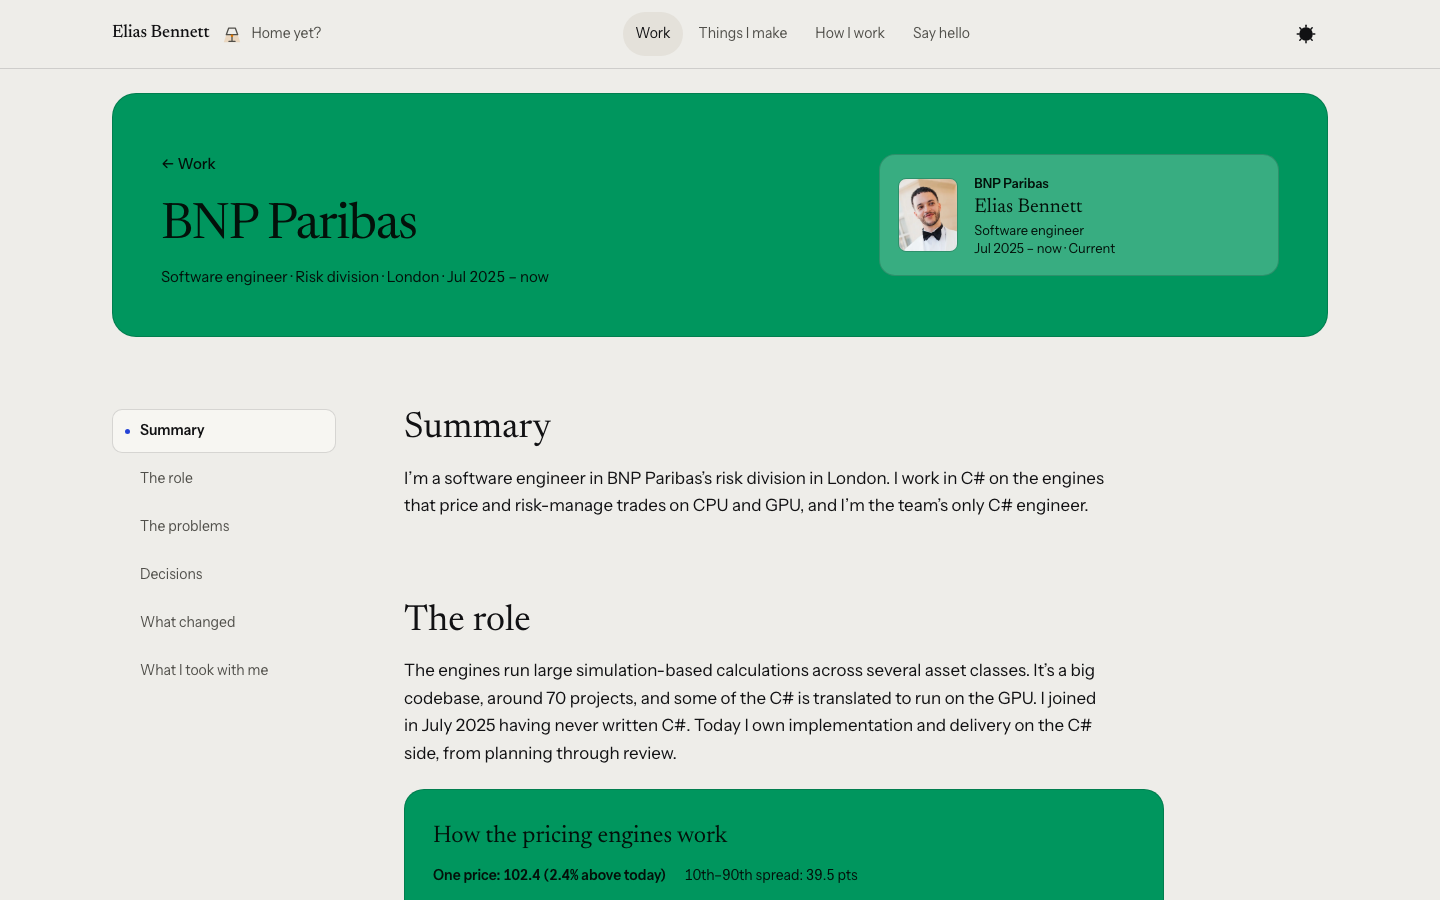 Elias Bennett
Home yet?
Work
Things I make
How I work
Say hello
← Work
BNP Paribas
Software engineer · Risk division · London · Jul 2025 – now
BNP Paribas
Elias Bennett
Software engineer
Jul 2025 – now · Current
Summary
The role
The problems
Decisions
What changed
What I took with me
Summary
I’m a software engineer in BNP Paribas’s risk division in London. I work in C# on the engines
that price and risk-manage trades on CPU and GPU, and I’m the team’s only C# engineer.
The role
The engines run large simulation-based calculations across several asset classes. It’s a big
codebase, around 70 projects, and some of the C# is translated to run on the GPU. I joined
in July 2025 having never written C#. Today I own implementation and delivery on the C#
side, from planning through review.
How the pricing engines work
One price: 102.4 (2.4% above today)
10th–90th spread: 39.5 pts